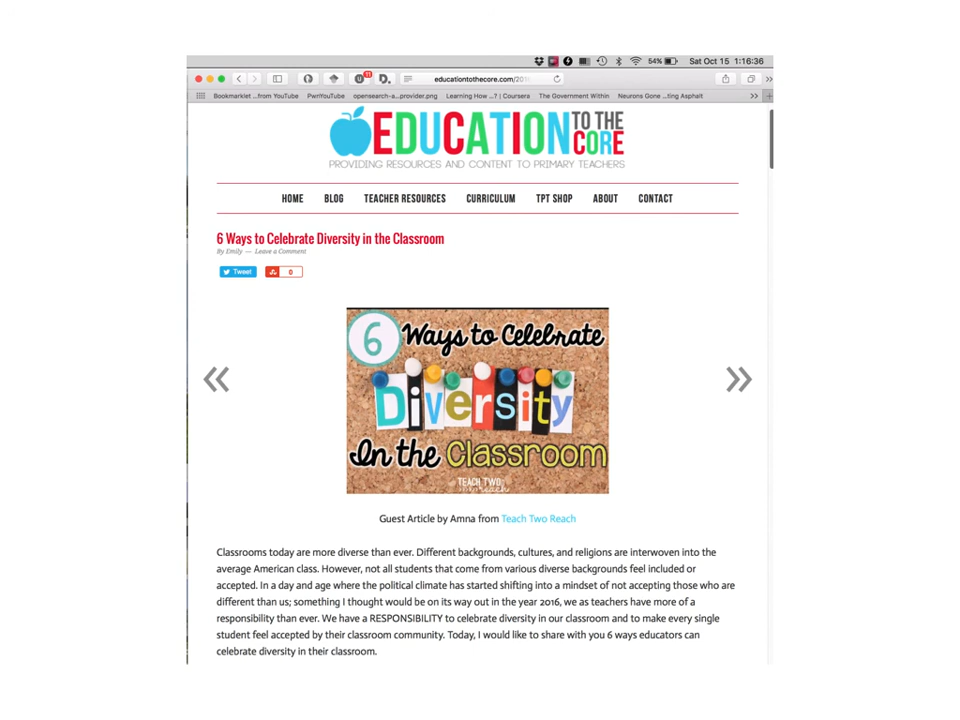 54% Sat Oct 15 1:16:36
11 D. educationtothecore.com/201
Bookmarklet ...from YouTube PwnYouTube opensearch-a...provider.png Learning How ...? | Coursera The Government Within Neurons Gone ...ting Asphalt
EDUCATION TO THE CORE
PROVIDING RESOURCES AND CONTENT TO PRIMARY TEACHERS
HOME BLOG TEACHER RESOURCES CURRICULUM TPT SHOP ABOUT CONTACT
6 Ways to Celebrate Diversity in the Classroom
By Emily — Leave a Comment
Tweet 0
6 Ways to Celebrate
Diversity
In the Classroom
TEACH TWO
reach
Guest Article by Amna from Teach Two Reach
Classrooms today are more diverse than ever. Different backgrounds, cultures, and religions are interwoven into the
average American class. However, not all students that come from various diverse backgrounds feel included or
accepted. In a day and age where the political climate has started shifting into a mindset of not accepting those who are
different than us; something I thought would be on its way out in the year 2016, we as teachers have more of a
responsibility than ever. We have a RESPONSIBILITY to celebrate diversity in our classroom and to make every single
student feel accepted by their classroom community. Today, I would like to share with you 6 ways educators can
celebrate diversity in their classroom.